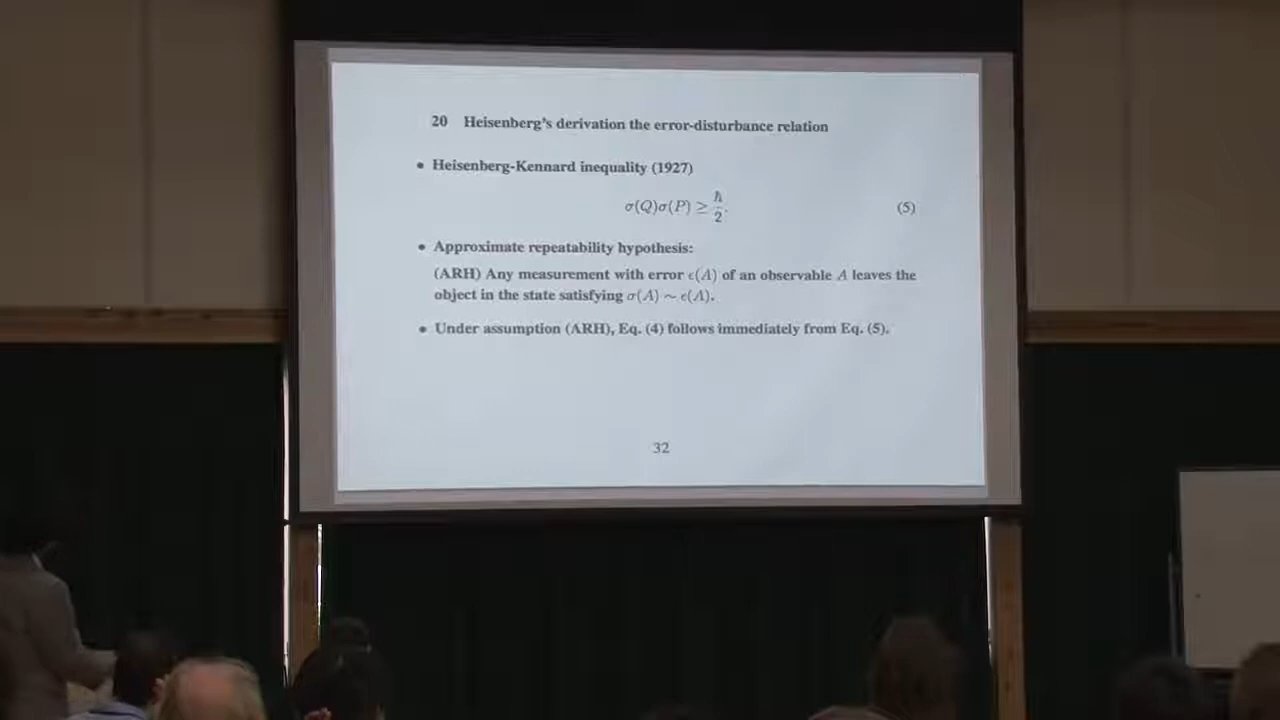 20 Heisenberg's derivation the error-disturbance relation
• Heisenberg-Kennard inequality (1927)
σ(Q)σ(P) ≥ ħ/2. (5)
• Approximate repeatability hypothesis:
(ARH) Any measurement with error ϵ(A) of an observable A leaves the
object in the state satisfying σ(A) ∼ ϵ(A).
• Under assumption (ARH), Eq. (4) follows immediately from Eq. (5).
32